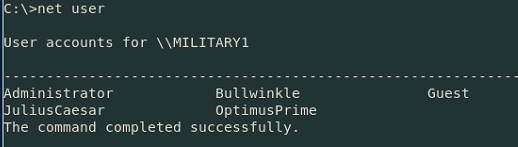 C:\>net user
User accounts for \\MILITARY1
-------------------------------------------------------------
Administrator Bullwinkle Guest
JuliusCaesar OptimusPrime
The command completed successfully.